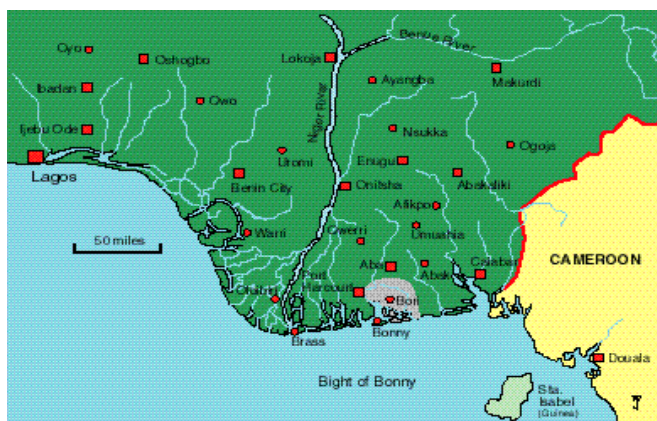 Oyo
Oshogbo
Lokoja
Benue River
Ibadan
Ayangba
Makurdi
Owo
Niger River
Ijebu Ode
Nsukka
Ogoja
Lagos
Uromi
Enugu
Benin City
Onitsha
Abakaliki
Afikpo
50 miles
Warri
Owerri
Umuahia
CAMEROON
Aba
Abak
Calabar
Port
Harcourt
Oloibiri
Bori
Brass
Bonny
Douala
Bight of Bonny
Sta.
Isabel
(Guinea)